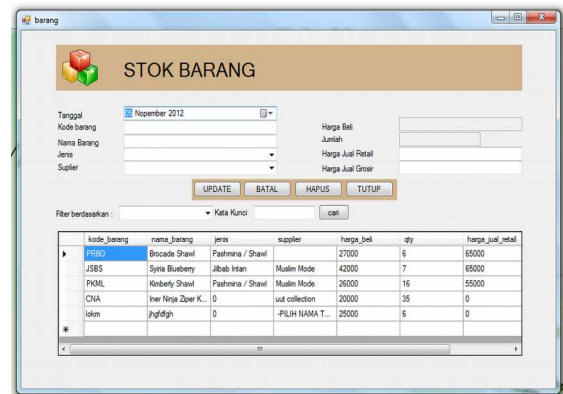 barang
STOK BARANG
Tanggal 05 Nopember 2012
Kode barang
Nama Barang
Jenis
Suplier
Harga Beli
Jumlah
Harga Jual Retail
Harga Jual Grosir
UPDATE BATAL HAPUS TUTUP
Filter berdasarkan : Kata Kunci cari
kode_barang nama_barang jenis supplier harga_beli qty harga_jual_retail
PRBO Brocade Shawl Pashmina / Shawl 27000 6 65000
JSBS Syiria Blueberry Jilbab Intan Muslim Mode 42000 7 65000
PKML Kimberly Shawl Pashmina / Shawl Muslim Mode 26000 16 55000
CNA Iner Ninja Ziper K... 0 uut collection 20000 35 0
lokm jhgfdfgh 0 -PILIH NAMA T... 25000 6 0